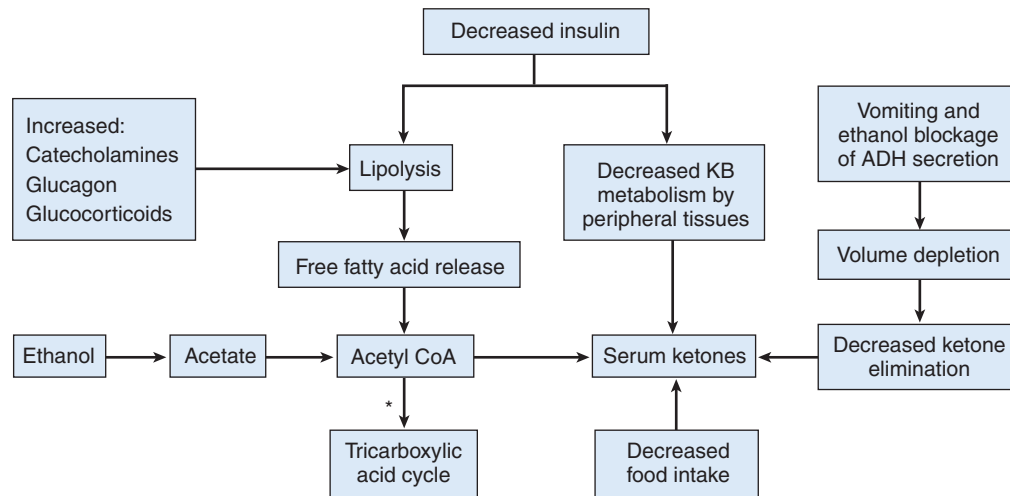 Decreased insulin
Increased:
Catecholamines
Glucagon
Glucocorticoids
Lipolysis
Decreased KB
metabolism by
peripheral tissues
Vomiting and
ethanol blockage
of ADH secretion
Free fatty acid release
Volume depletion
Ethanol
Acetate
Acetyl CoA
Serum ketones
Decreased ketone
elimination
*
Tricarboxylic
acid cycle
Decreased
food intake